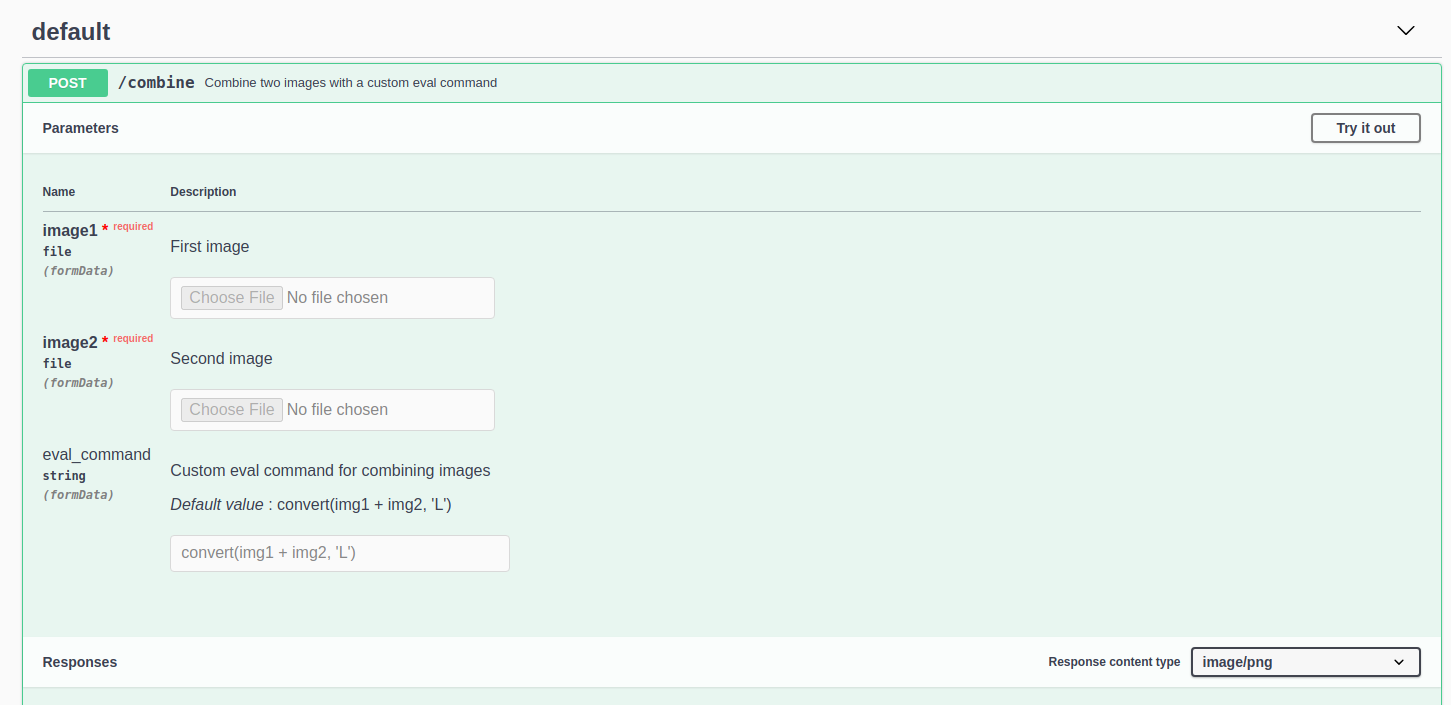 default
POST /combine Combine two images with a custom eval command
Parameters
Try it out
Name Description
image1 * required
file
(formData)
First image
Choose File No file chosen
image2 * required
file
(formData)
Second image
Choose File No file chosen
eval_command
string
(formData)
Custom eval command for combining images
Default value : convert(img1 + img2, 'L')
convert(img1 + img2, 'L')
Responses
Response content type image/png